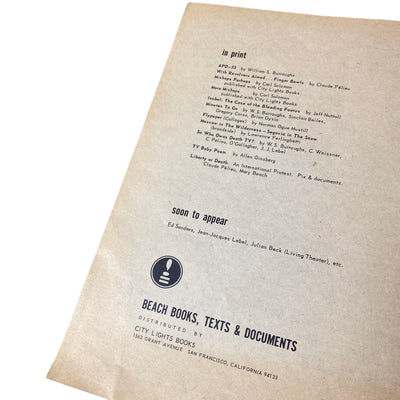 in print
APO-33 by William S. Burroughs
With Revolvers Aimed . . . Finger Bowls by Claude Pélieu
Mishaps Perhaps by Carl Solomon
published with City Lights Books
More Mishaps by Carl Solomon
published with City Lights Books
Isabel: The Case of the Bleeding Foetus by Jeff Nuttall
Minutes To Go by W. S. Burroughs, Sinclair Beiles,
Gregory Corso, Brion Gysin
Flypaper (Collages) by Norman Ogue Mustill
Moscow in The Wilderness – Segovia in The Snow
(broadside) by Lawrence Ferlinghetti
So Who Owns Death TV? by W. S. Burroughs, C. Weissner,
C. Pélieu, O'Gallagher, J. J. Lebel
TV Baby Poem by Allen Ginsberg
Liberty or Death. An International Protest. Pix & documents.
Claude Pélieu, Mary Beach
soon to appear
Ed Sanders, Jean-Jacques Lebel, Julian Beck (Living Theater), etc.
BEACH BOOKS, TEXTS & DOCUMENTS
DISTRIBUTED BY
CITY LIGHTS BOOKS
1562 GRANT AVENUE SAN FRANCISCO, CALIFORNIA 94133